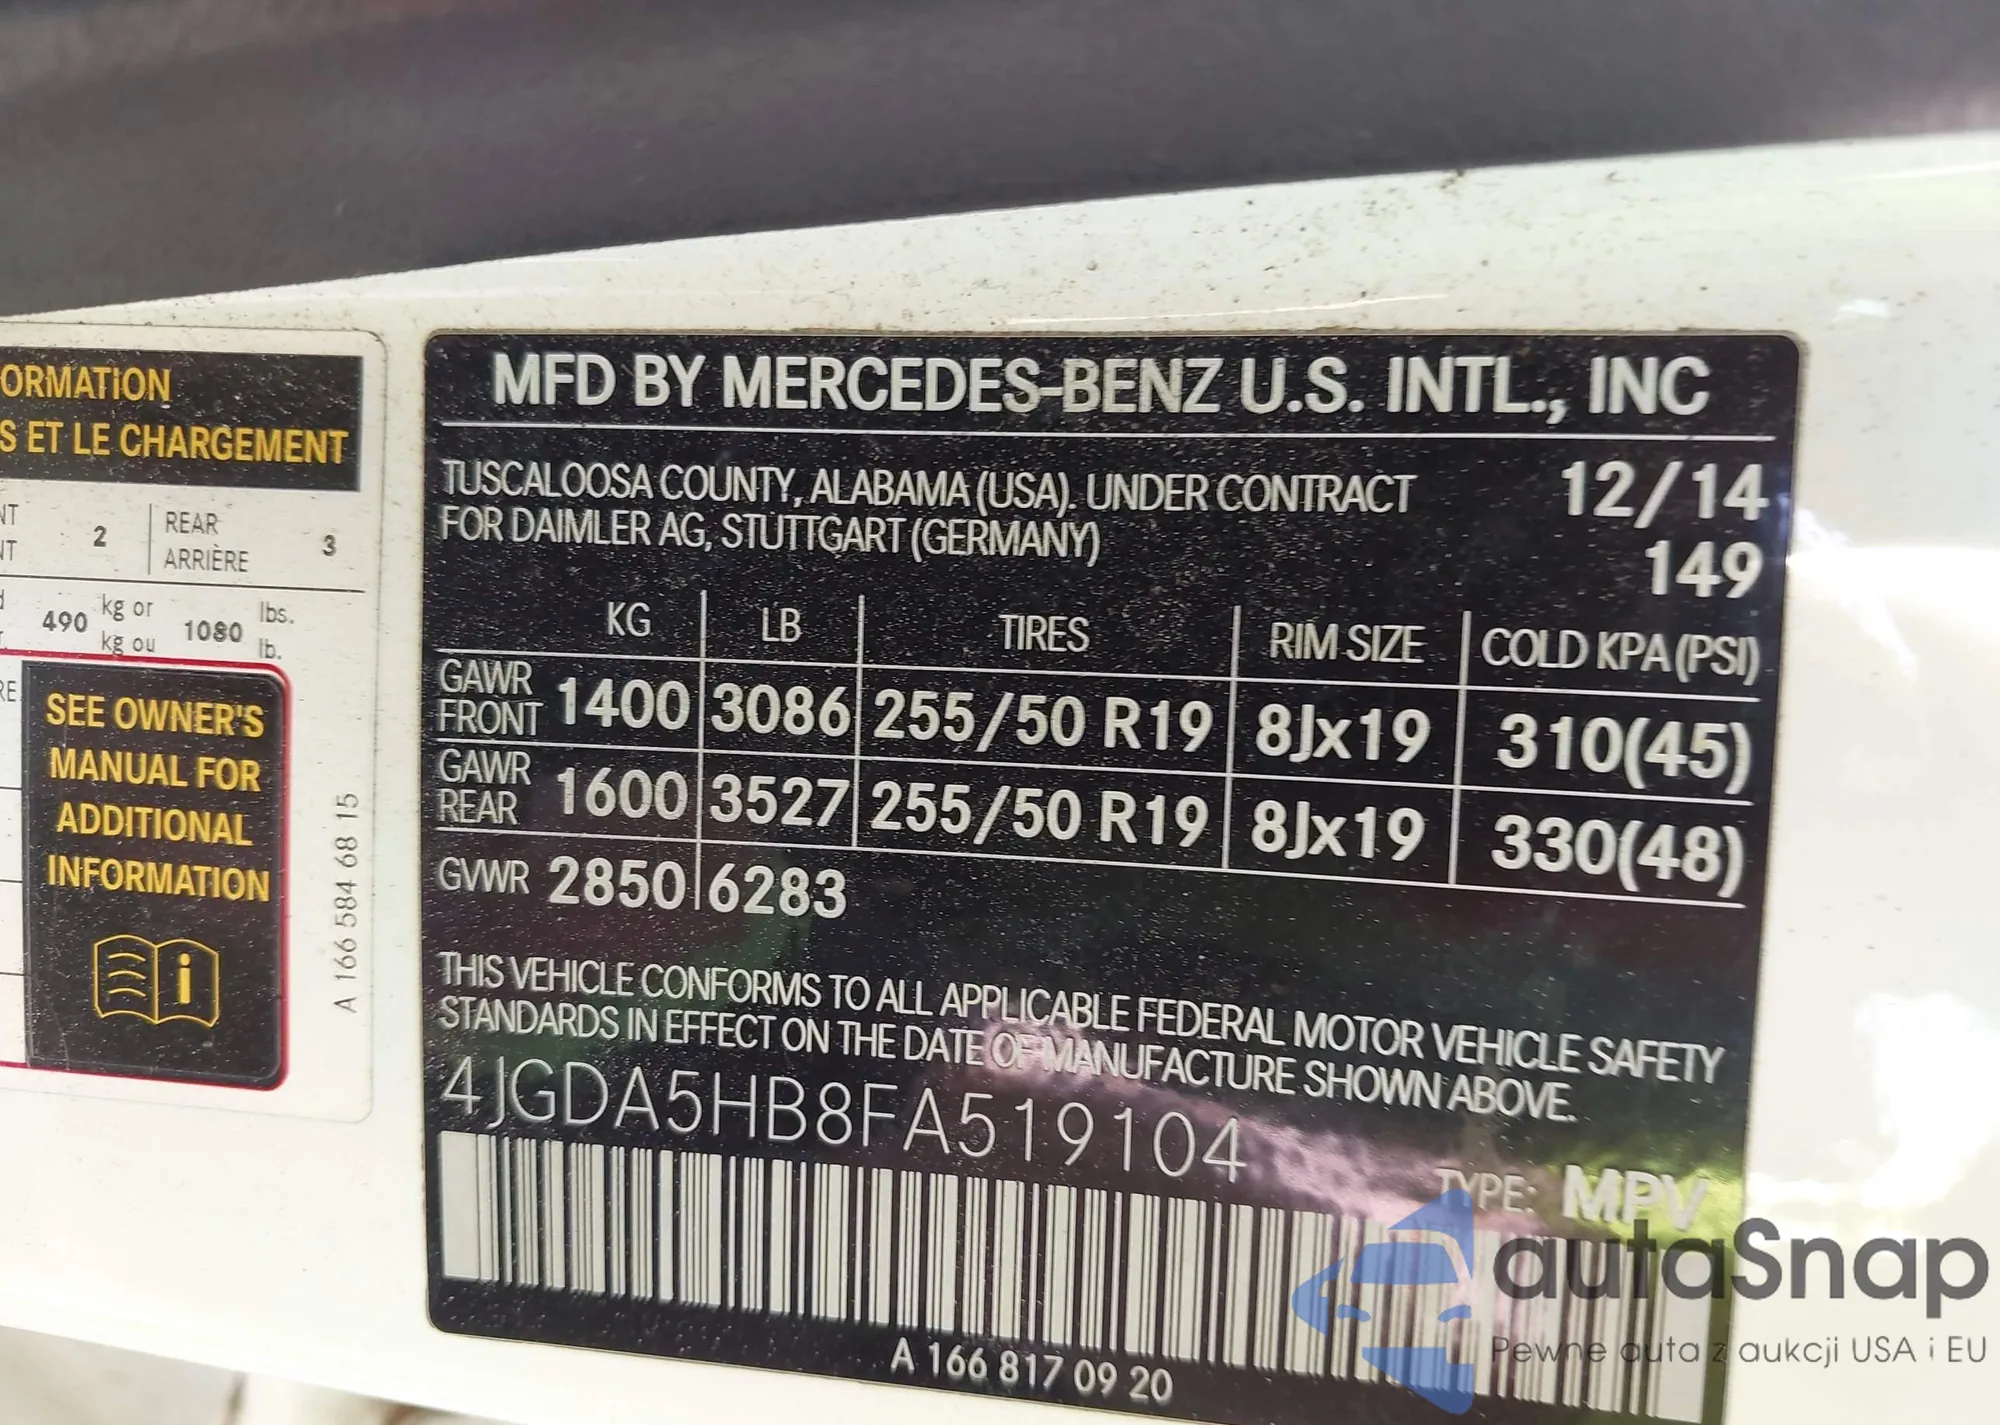 ORMATION
S ET LE CHARGEMENT
NT 2 REAR 3
NT ARRIÈRE
490 kg or 1080 lbs.
kg ou lb.
RE
SEE OWNER'S
MANUAL FOR
ADDITIONAL
INFORMATION
A 166 584 68 15
MFD BY MERCEDES-BENZ U.S. INTL., INC
TUSCALOOSA COUNTY, ALABAMA (USA). UNDER CONTRACT 12/14
FOR DAIMLER AG, STUTTGART (GERMANY) 149
KG LB TIRES RIM SIZE COLD KPA (PSI)
GAWR FRONT 1400 3086 255/50 R19 8Jx19 310(45)
GAWR REAR 1600 3527 255/50 R19 8Jx19 330(48)
GVWR 2850 6283
THIS VEHICLE CONFORMS TO ALL APPLICABLE FEDERAL MOTOR VEHICLE SAFETY
STANDARDS IN EFFECT ON THE DATE OF MANUFACTURE SHOWN ABOVE.
4JGDA5HB8FA519104
TYPE: MPV
A 166 817 09 20
autaSnap
Pewne auta z aukcji USA i EU